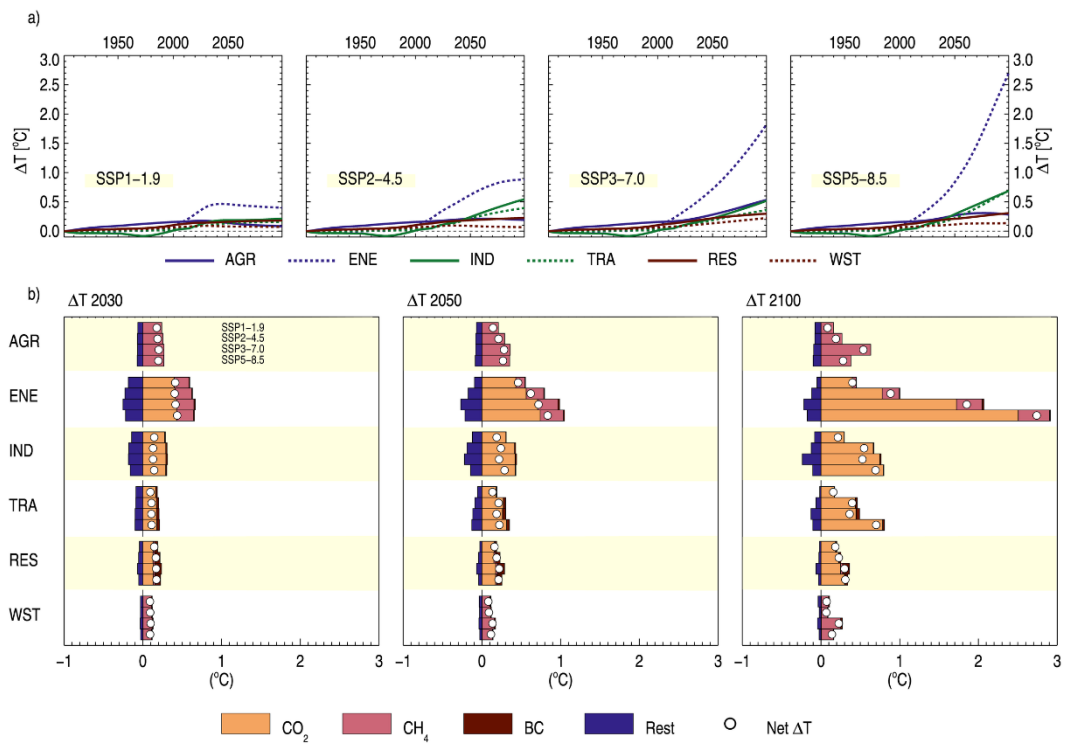 a)
1950 2000 2050 1950 2000 2050 1950 2000 2050 1950 2000 2050
3.0 3.0
2.5 2.5
2.0 2.0
1.5 1.5
1.0 1.0
0.5 0.5
0.0 0.0
ΔT [°C] ΔT [°C]
SSP1−1.9 SSP2−4.5 SSP3−7.0 SSP5−8.5
AGR ENE IND TRA RES WST
b)
ΔT 2030 ΔT 2050 ΔT 2100
AGR
SSP1−1.9
SSP2−4.5
SSP3−7.0
SSP5−8.5
ENE
IND
TRA
RES
WST
−1 0 1 2 3 −1 0 1 2 3 −1 0 1 2 3
(°C) (°C) (°C)
CO₂ CH₄ BC Rest Net ΔT